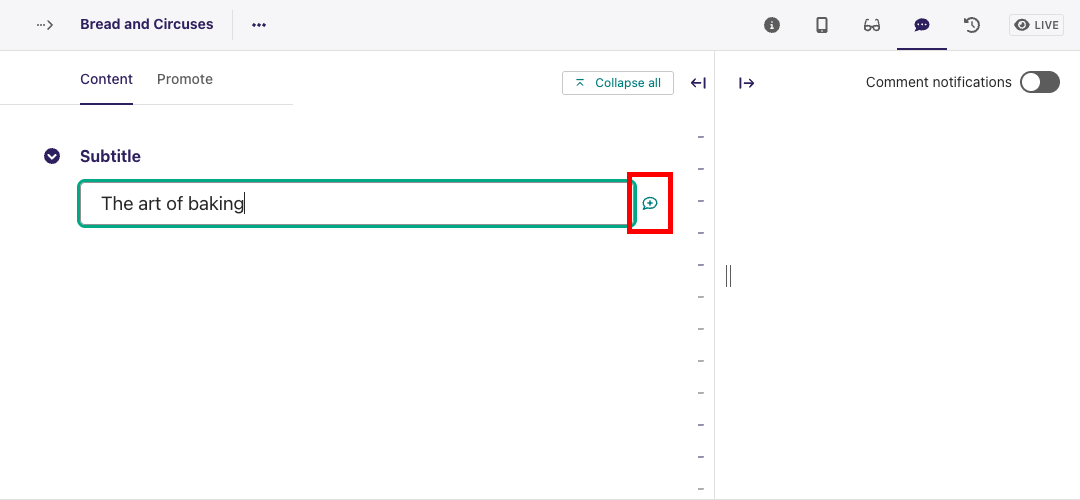 Bread and Circuses
LIVE
Content Promote
Collapse all
Comment notifications
Subtitle
The art of baking